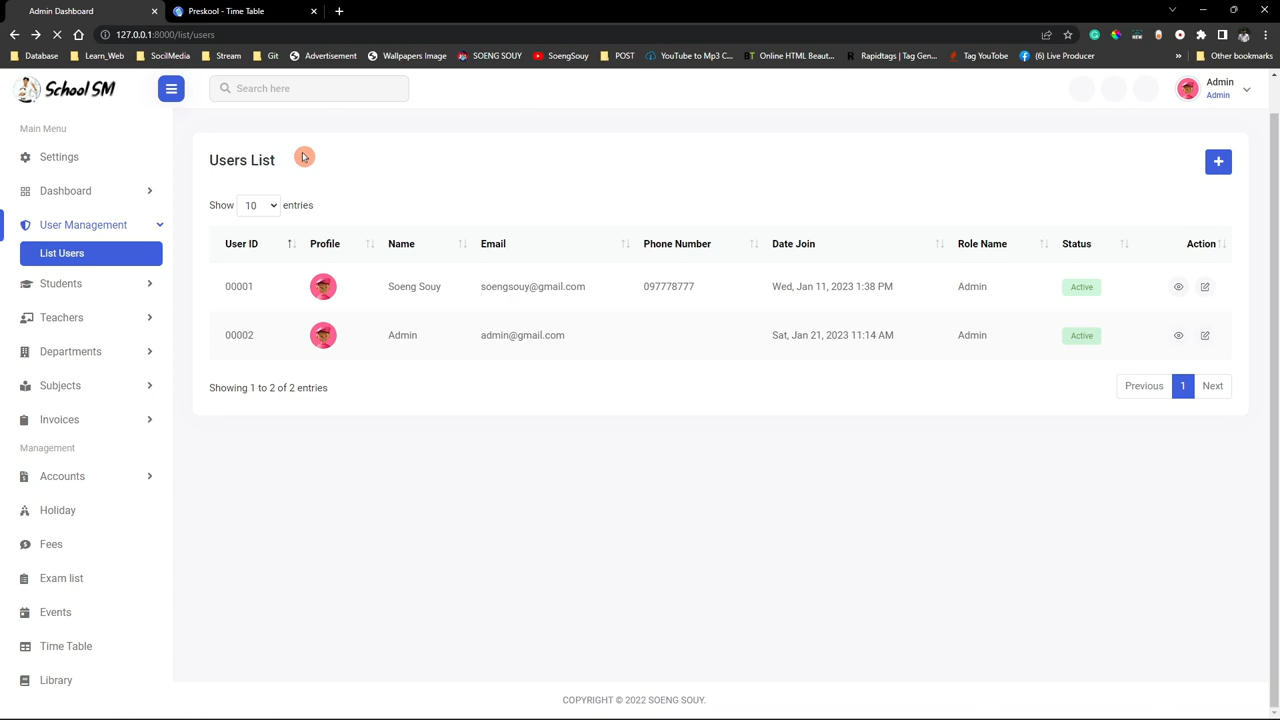 Admin Dashboard
Preskool - Time Table
127.0.0.1:8000/list/users
Database Learn_Web SocilMedia Stream Git Advertisement Wallpapers Image SOENG SOUY SoengSouy POST YouTube to Mp3 C... Online HTML Beaut... Rapidtags | Tag Gen... Tag YouTube (6) Live Producer » Other bookmarks
School SM
Search here
Admin
Admin
Main Menu
Settings
Dashboard
User Management
List Users
Students
Teachers
Departments
Subjects
Invoices
Management
Accounts
Holiday
Fees
Exam list
Events
Time Table
Library
Users List
+
Show 10 entries
User ID Profile Name Email Phone Number Date Join Role Name Status Action
00001 Soeng Souy soengsouy@gmail.com 097778777 Wed, Jan 11, 2023 1:38 PM Admin Active
00002 Admin admin@gmail.com Sat, Jan 21, 2023 11:14 AM Admin Active
Showing 1 to 2 of 2 entries
Previous 1 Next
COPYRIGHT © 2022 SOENG SOUY.